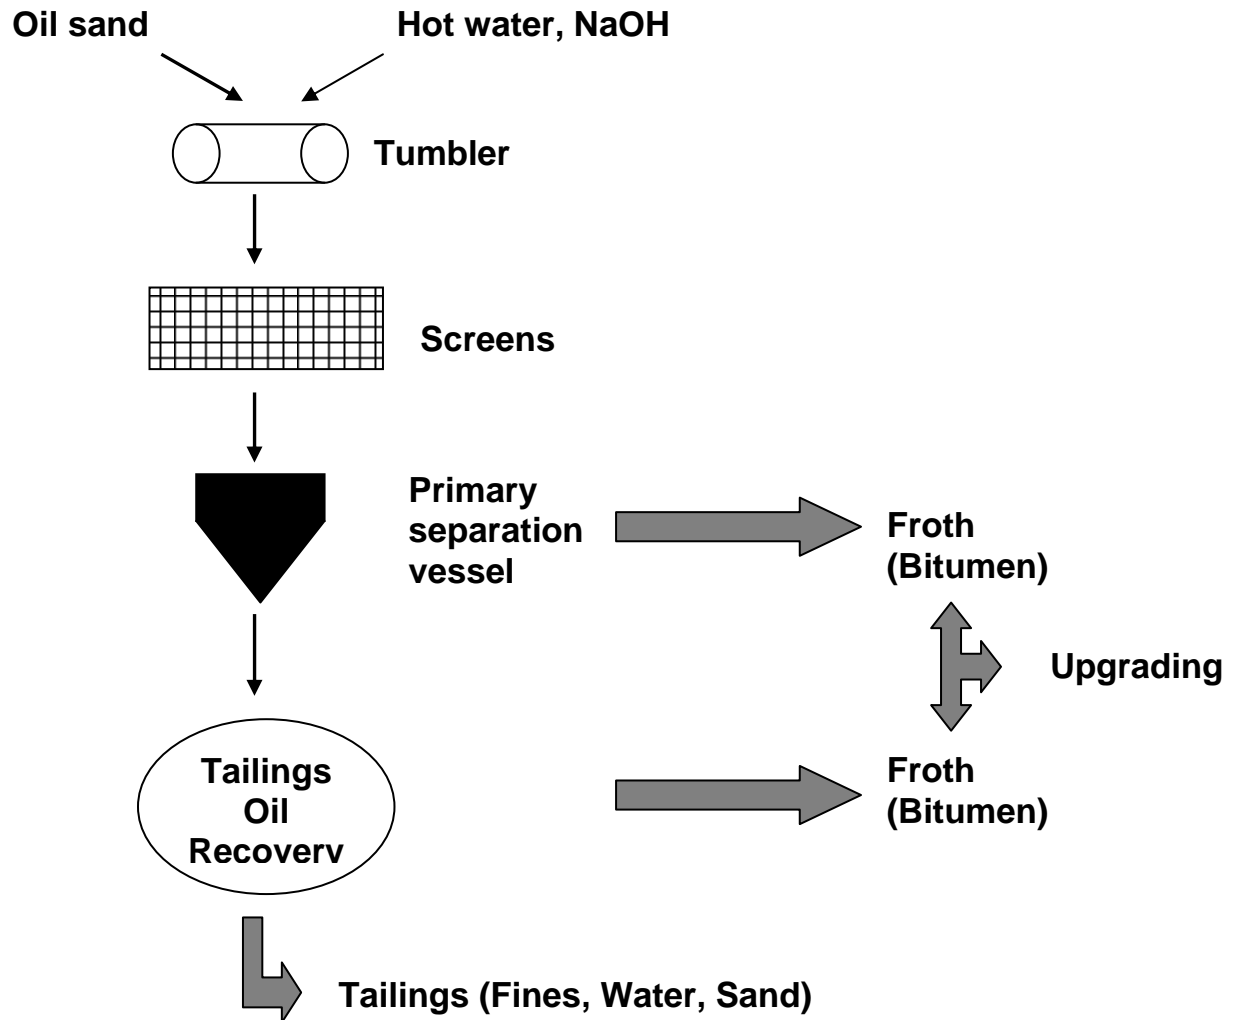 Oil sand
Hot water, NaOH
Tumbler
Screens
Primary
separation
vessel
Froth
(Bitumen)
Upgrading
Tailings
Oil
Recovery
Froth
(Bitumen)
Tailings (Fines, Water, Sand)